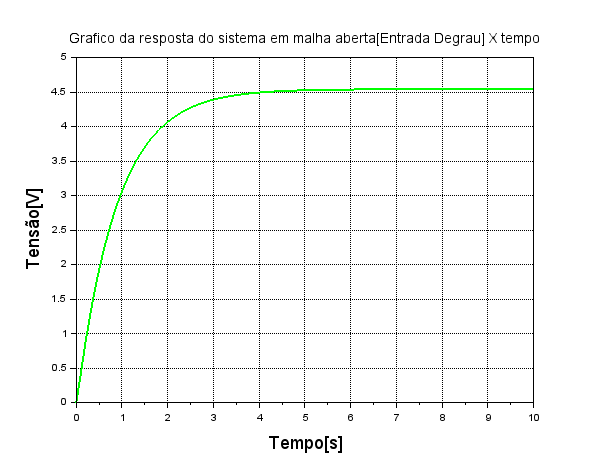 Grafico da resposta do sistema em malha aberta[Entrada Degrau] X tempo
5
4.5
4
3.5
3
2.5
2
1.5
1
0.5
0
Tensão[V]
0 1 2 3 4 5 6 7 8 9 10
Tempo[s]